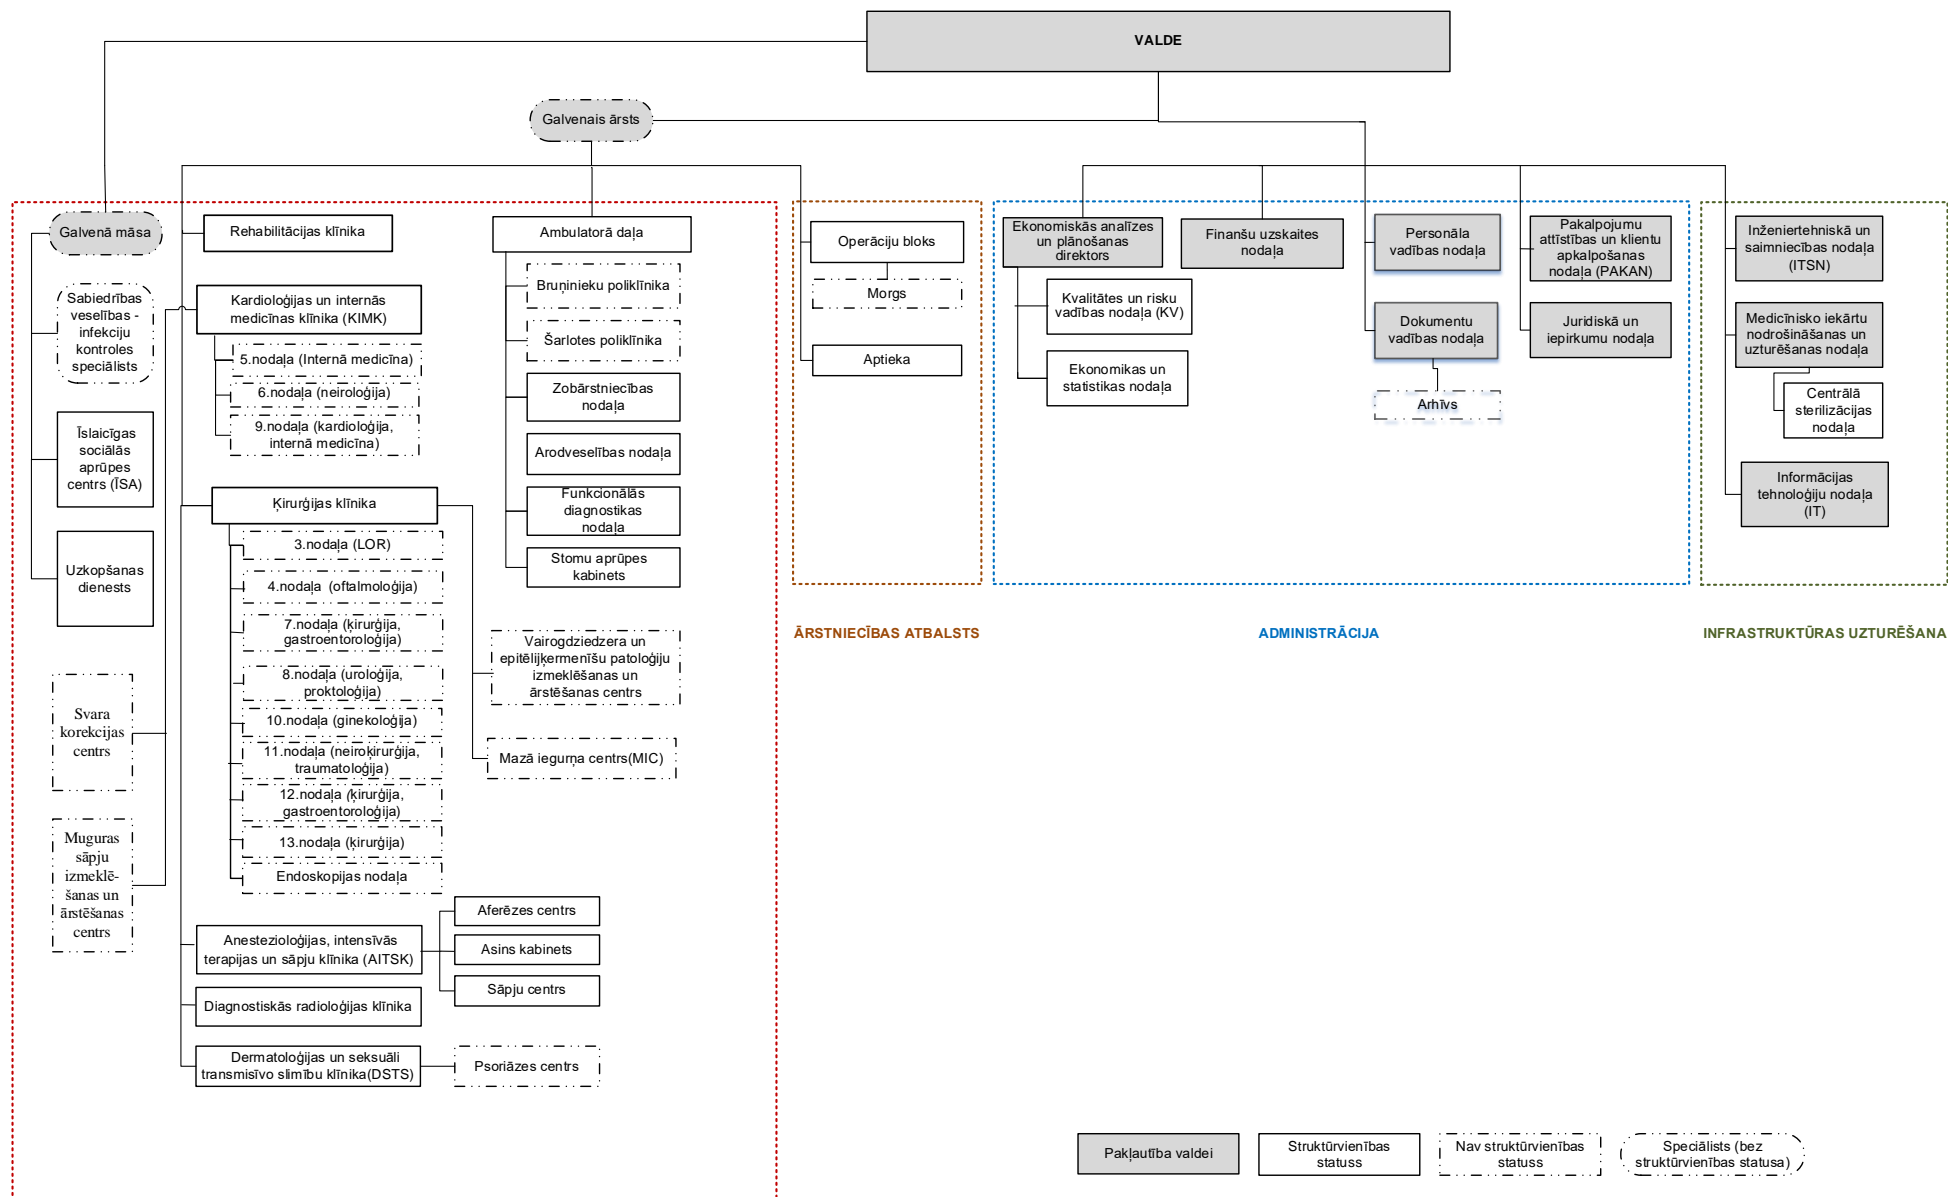 VALDE
Galvenais ārsts
Galvenā māsa
Sabiedrības
veselības -
infekciju
kontroles
speciālists
Īslaicīgas
sociālās
aprūpes
centrs (ĪSA)
Uzkopšanas
dienests
Svara
korekcijas
centrs
Muguras
sāpju
izmeklē-
šanas un
ārstēšanas
centrs
Rehabilitācijas klīnika
Kardioloģijas un internās
medicīnas klīnika (KIMK)
5.nodaļa (Internā medicīna)
6.nodaļa (neiroloģija)
9.nodaļa (kardioloģija,
internā medicīna)
Ķirurģijas klīnika
3.nodaļa (LOR)
4.nodaļa (oftalmoloģija)
7.nodaļa (ķirurģija,
gastroentoroloģija)
8.nodaļa (uroloģija,
proktoloģija)
10.nodaļa (ginekoloģija)
11.nodaļa (neiroķirurģija,
traumatoloģija)
12.nodaļa (ķirurģija,
gastroentoroloģija)
13.nodaļa (ķirurģija)
Endoskopijas nodaļa
Anestezioloģijas, intensīvās
terapijas un sāpju klīnika (AITSK)
Aferēzes centrs
Asins kabinets
Sāpju centrs
Diagnostiskās radioloģijas klīnika
Dermatoloģijas un seksuāli
transmisīvo slimību klīnika(DSTS)
Psoriāzes centrs
Ambulatorā daļa
Bruņinieku poliklīnika
Šarlotes poliklīnika
Zobārstniecības
nodaļa
Arodveselības nodaļa
Funkcionālās
diagnostikas
nodaļa
Stomu aprūpes
kabinets
Vairogdziedzera un
epitēlijķermenīšu patoloģiju
izmeklēšanas un
ārstēšanas centrs
Mazā iegurņa centrs(MIC)
Operāciju bloks
Morgs
Aptieka
ĀRSTNIECĪBAS ATBALSTS
Ekonomiskās analīzes
un plānošanas
direktors
Kvalitātes un risku
vadības nodaļa (KV)
Ekonomikas un
statistikas nodaļa
Finanšu uzskaites
nodaļa
Personāla
vadības nodaļa
Dokumentu
vadības nodaļa
Arhīvs
Pakalpojumu
attīstības un klientu
apkalpošanas
nodaļa (PAKAN)
Juridiskā un
iepirkumu nodaļa
ADMINISTRĀCIJA
Inženiertehniskā un
saimniecības nodaļa
(ITSN)
Medicīnisko iekārtu
nodrošināšanas un
uzturēšanas nodaļa
Centrālā
sterilizācijas
nodaļa
Informācijas
tehnoloģiju nodaļa
(IT)
INFRASTRUKTŪRAS UZTURĒŠANA
Pakļautība valdei
Struktūrvienības
statuss
Nav struktūrvienības
statuss
Speciālists (bez
struktūrvienības statusa)